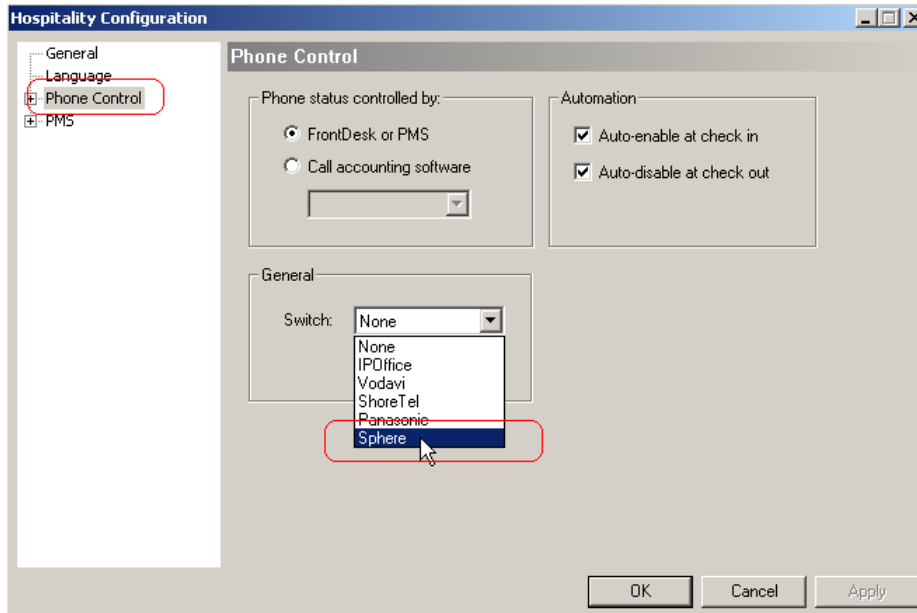 Hospitality Configuration
General
Language
Phone Control
PMS
Phone Control
Phone status controlled by:
FrontDesk or PMS
Call accounting software
Automation
Auto-enable at check in
Auto-disable at check out
General
Switch: None
None
IPOffice
Vodavi
ShoreTel
Panasonic
Sphere
OK Cancel Apply